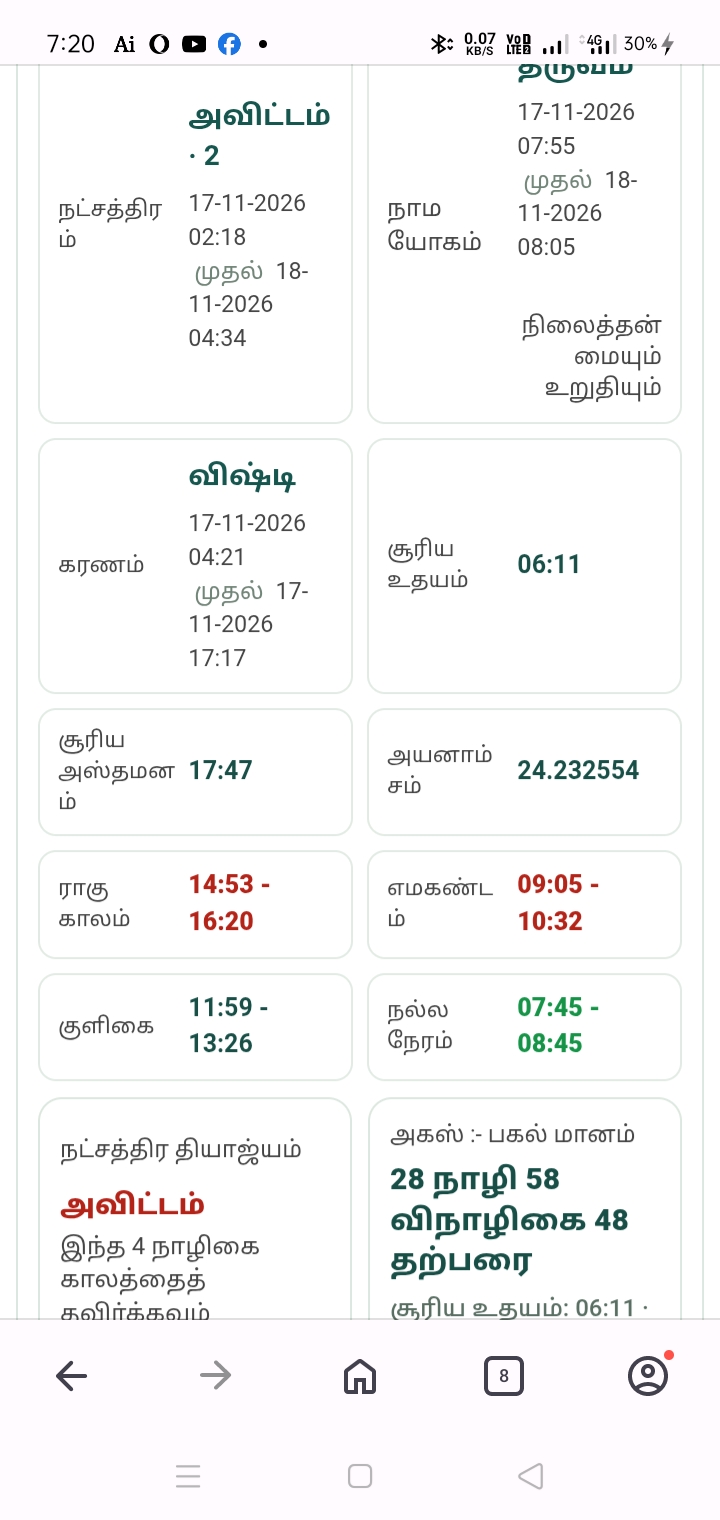 7:20 Ai 0.07 KB/S VoD LTE2 4G 30%
அவிட்டம்
· 2
நட்சத்திர
ம்
17-11-2026
02:18
முதல் 18-
11-2026
04:34
துருவம்
நாம
யோகம்
17-11-2026
07:55
முதல் 18-
11-2026
08:05
நிலைத்தன்
மையும்
உறுதியும்
கரணம்
விஷ்டி
17-11-2026
04:21
முதல் 17-
11-2026
17:17
சூரிய
உதயம்
06:11
சூரிய
அஸ்தமன
ம்
17:47
அயனாம்
சம்
24.232554
ராகு
காலம்
14:53 -
16:20
எமகண்ட
ம்
09:05 -
10:32
குளிகை
11:59 -
13:26
நல்ல
நேரம்
07:45 -
08:45
நட்சத்திர தியாஜ்யம்
அவிட்டம்
இந்த 4 நாழிகை
காலத்தைத்
தவிர்க்கவும்
அகஸ் :- பகல் மானம்
28 நாழி 58
விநாழிகை 48
தற்பரை
சூரிய உதயம்: 06:11 ·
8